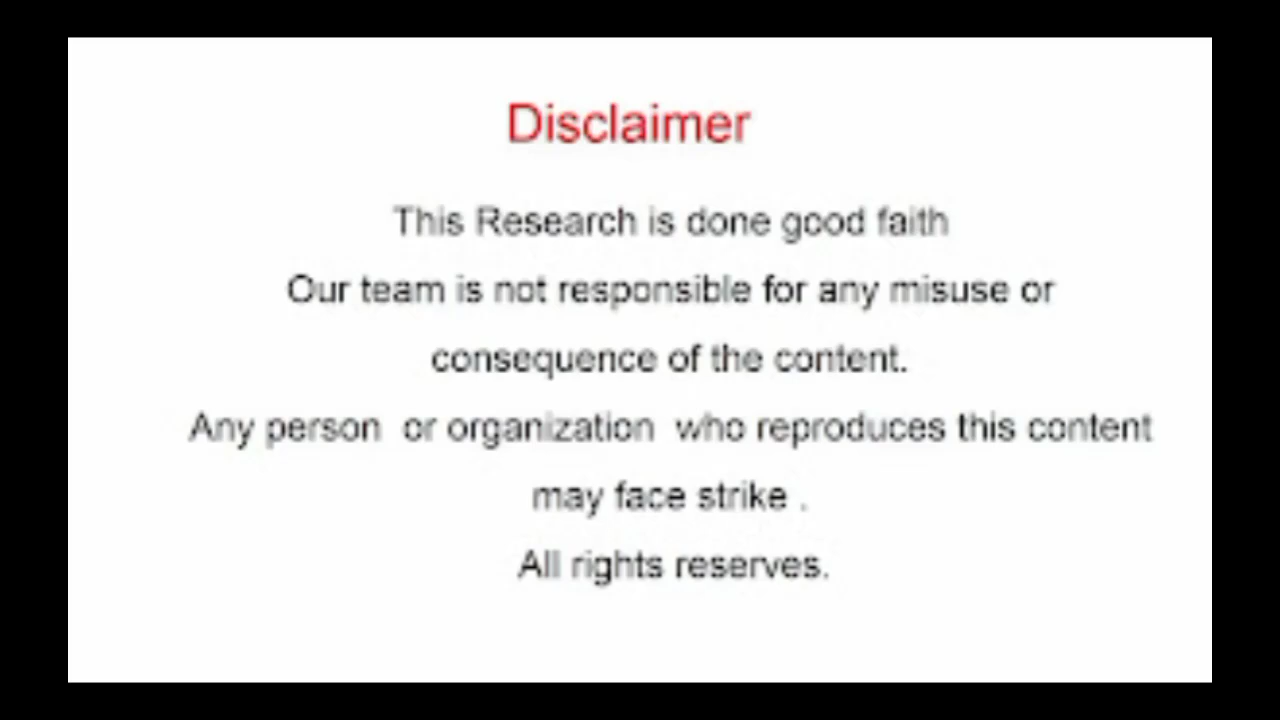 Disclaimer
This Research is done good faith
Our team is not responsible for any misuse or
consequence of the content.
Any person  or organization  who reproduces this content
may face strike .
All rights reserves.